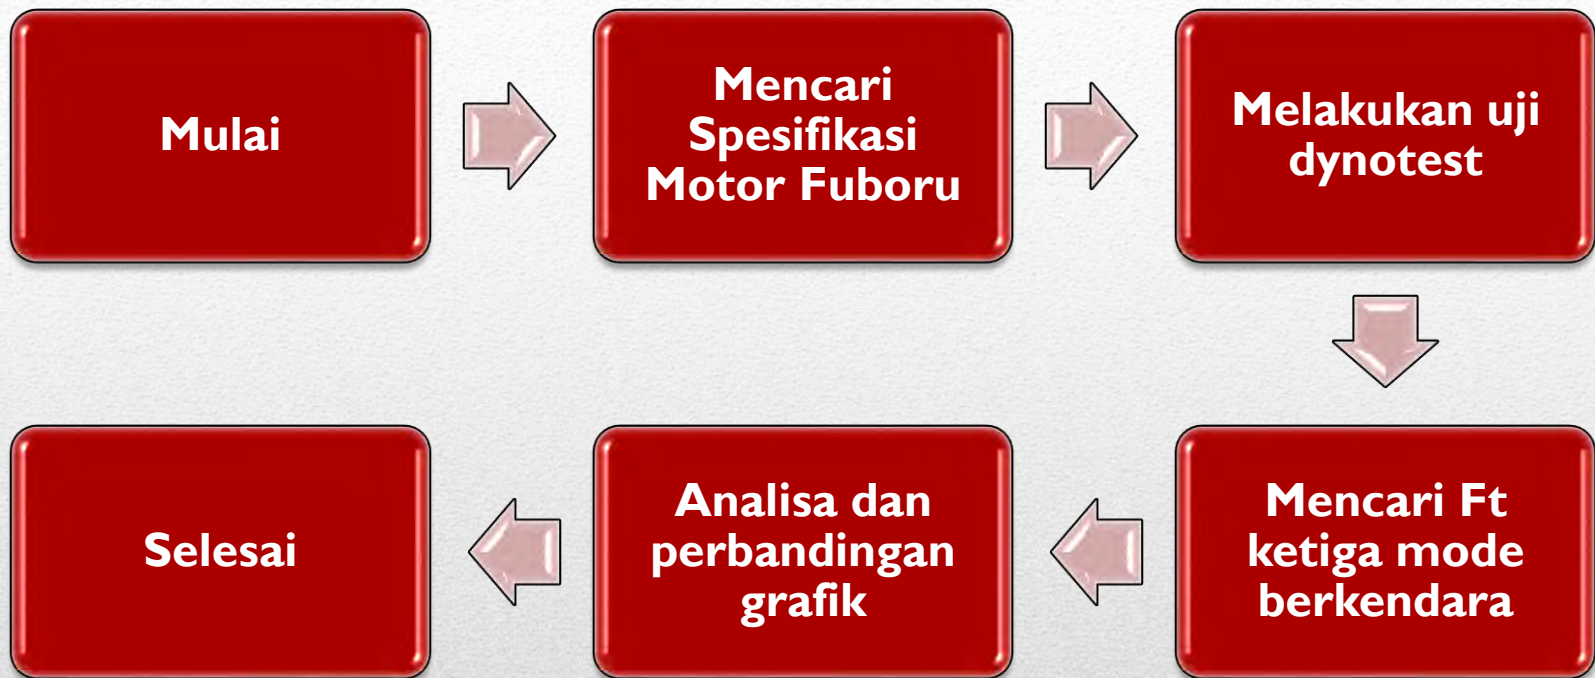 Mulai
Mencari
Spesifikasi
Motor Fuboru
Melakukan uji
dynotest
Mencari Ft
ketiga mode
berkendara
Analisa dan
perbandingan
grafik
Selesai